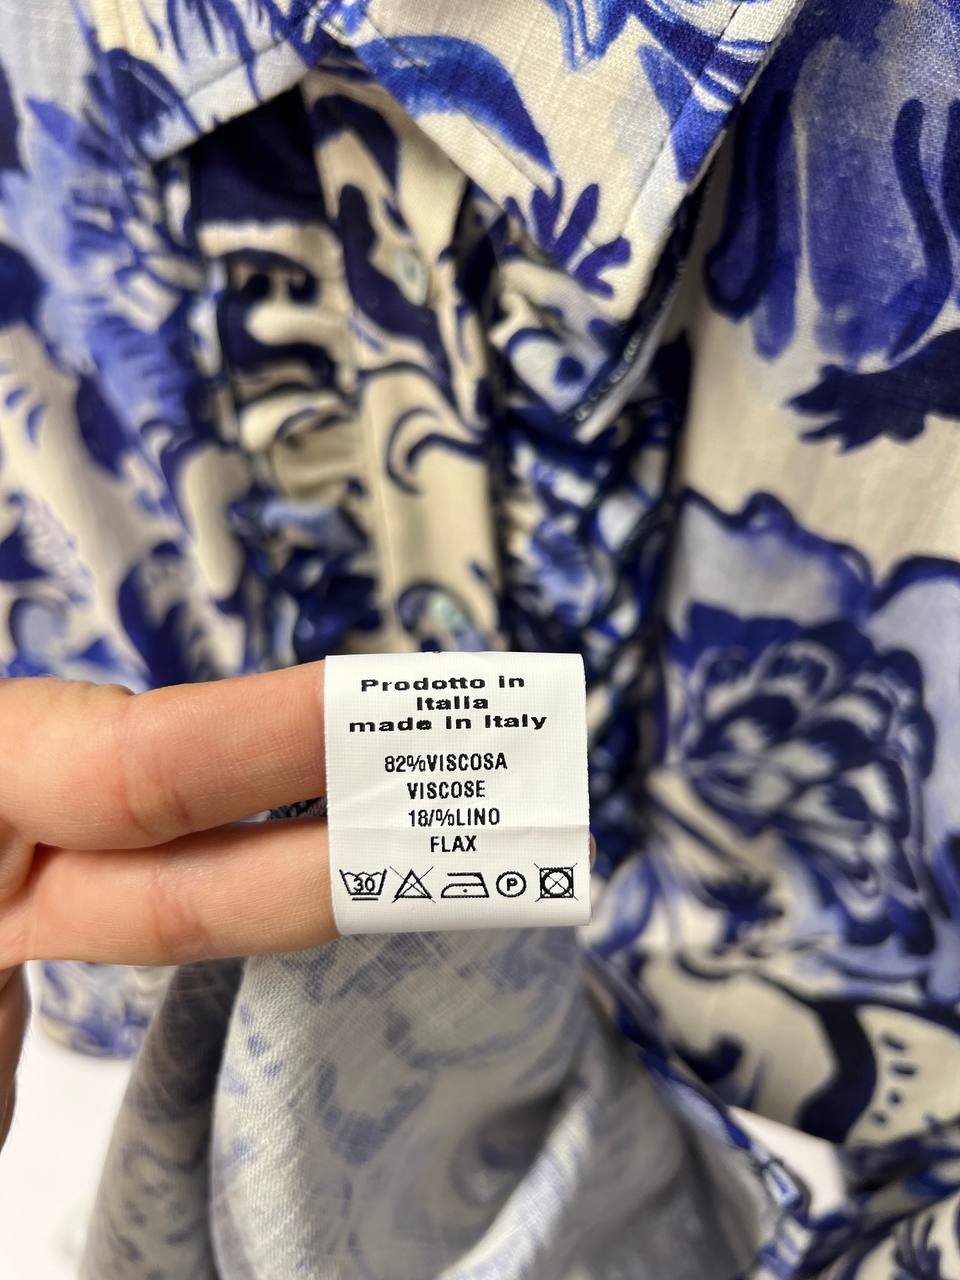 Prodotto in
Italia
made in Italy
82%VISCOSA
VISCOSE
18/%LINO
FLAX
30 P